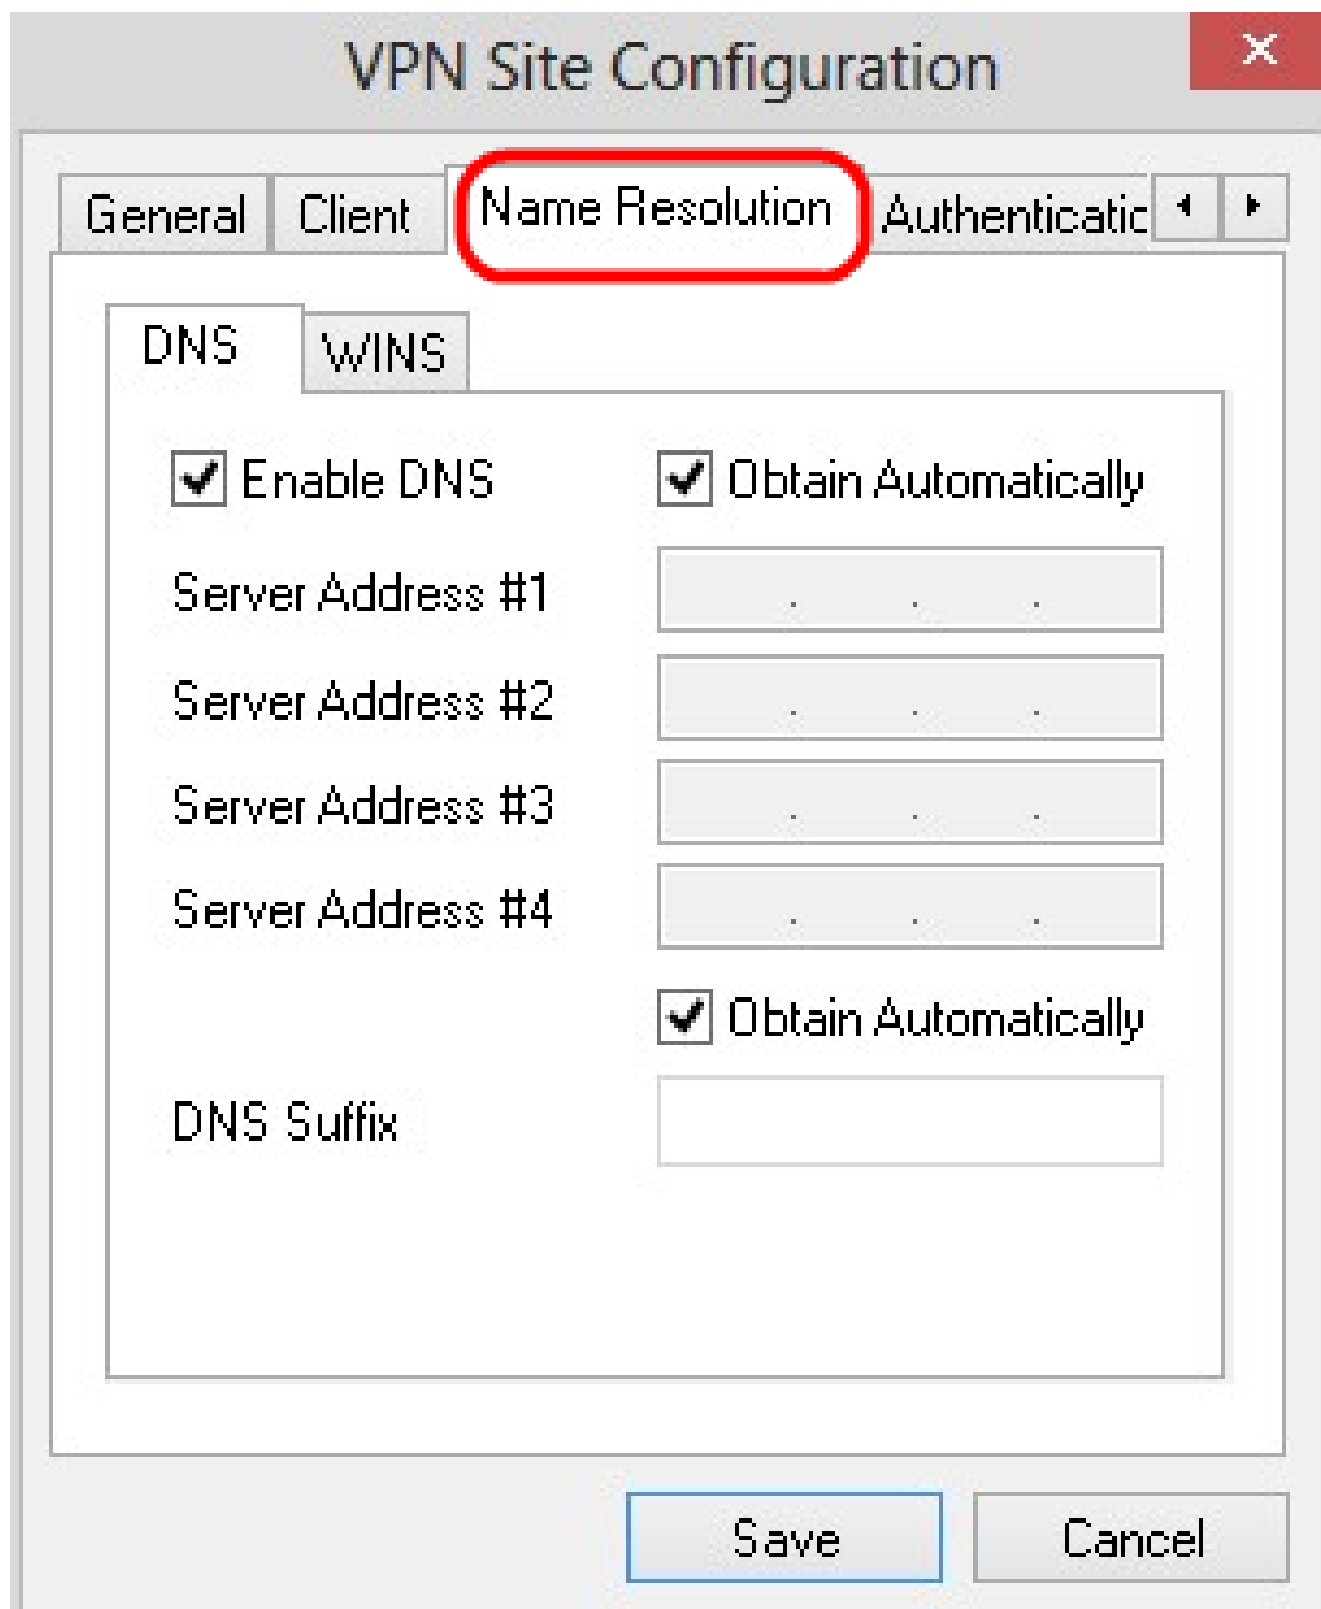 VPN Site Configuration
General Client Name Resolution Authenticatic
DNS WINS
Enable DNS Obtain Automatically
Server Address #1 . . .
Server Address #2 . . .
Server Address #3 . . .
Server Address #4 . . .
Obtain Automatically
DNS Suffix
Save Cancel